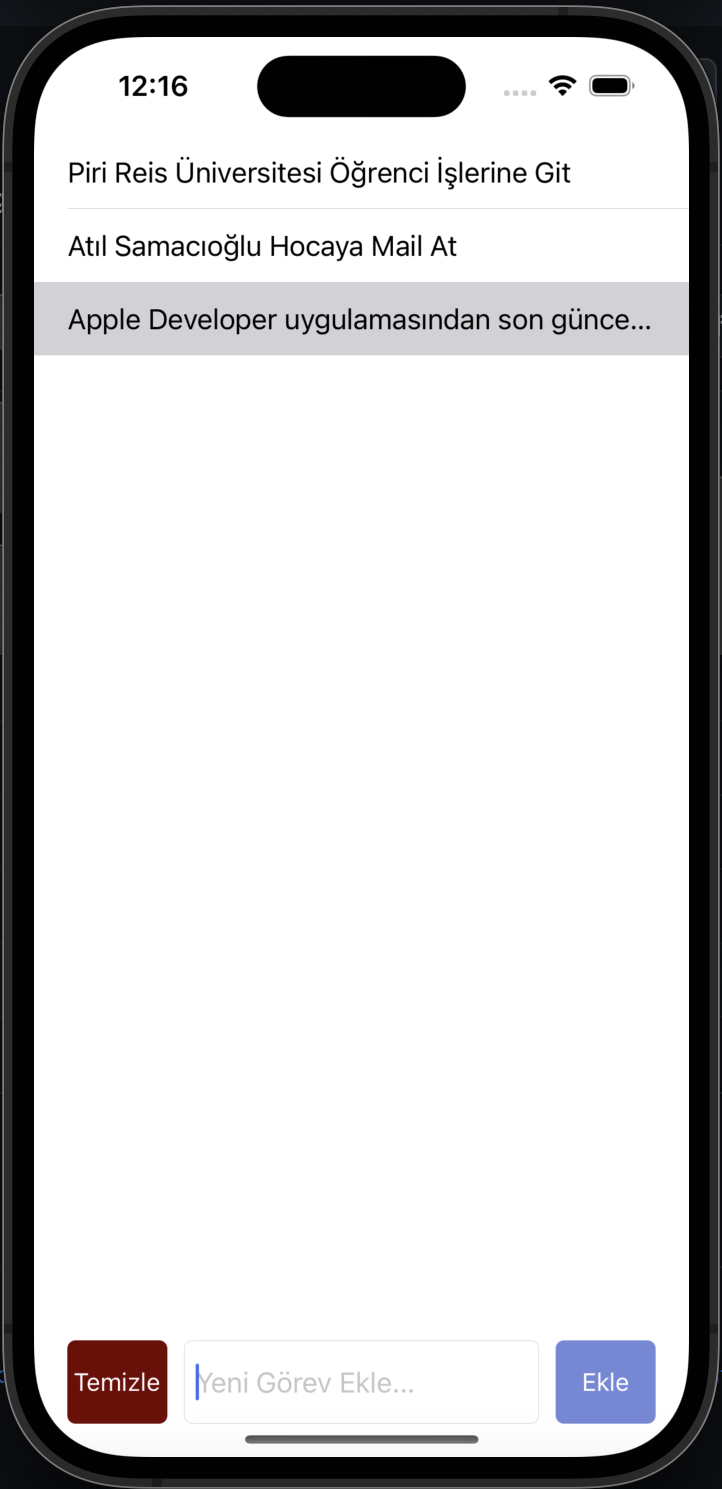 12:16
Piri Reis Üniversitesi Öğrenci İşlerine Git
Atıl Samacıoğlu Hocaya Mail At
Apple Developer uygulamasından son günce...
Temizle
Yeni Görev Ekle...
Ekle